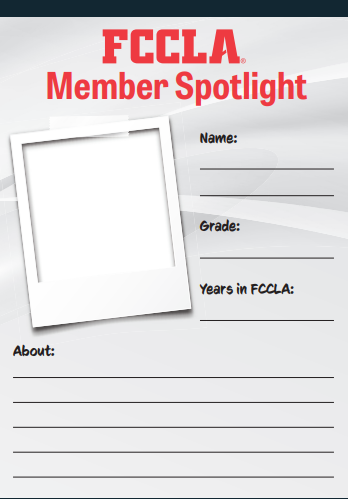 FCCLA®
Member Spotlight
Name:
Grade:
Years in FCCLA:
About: